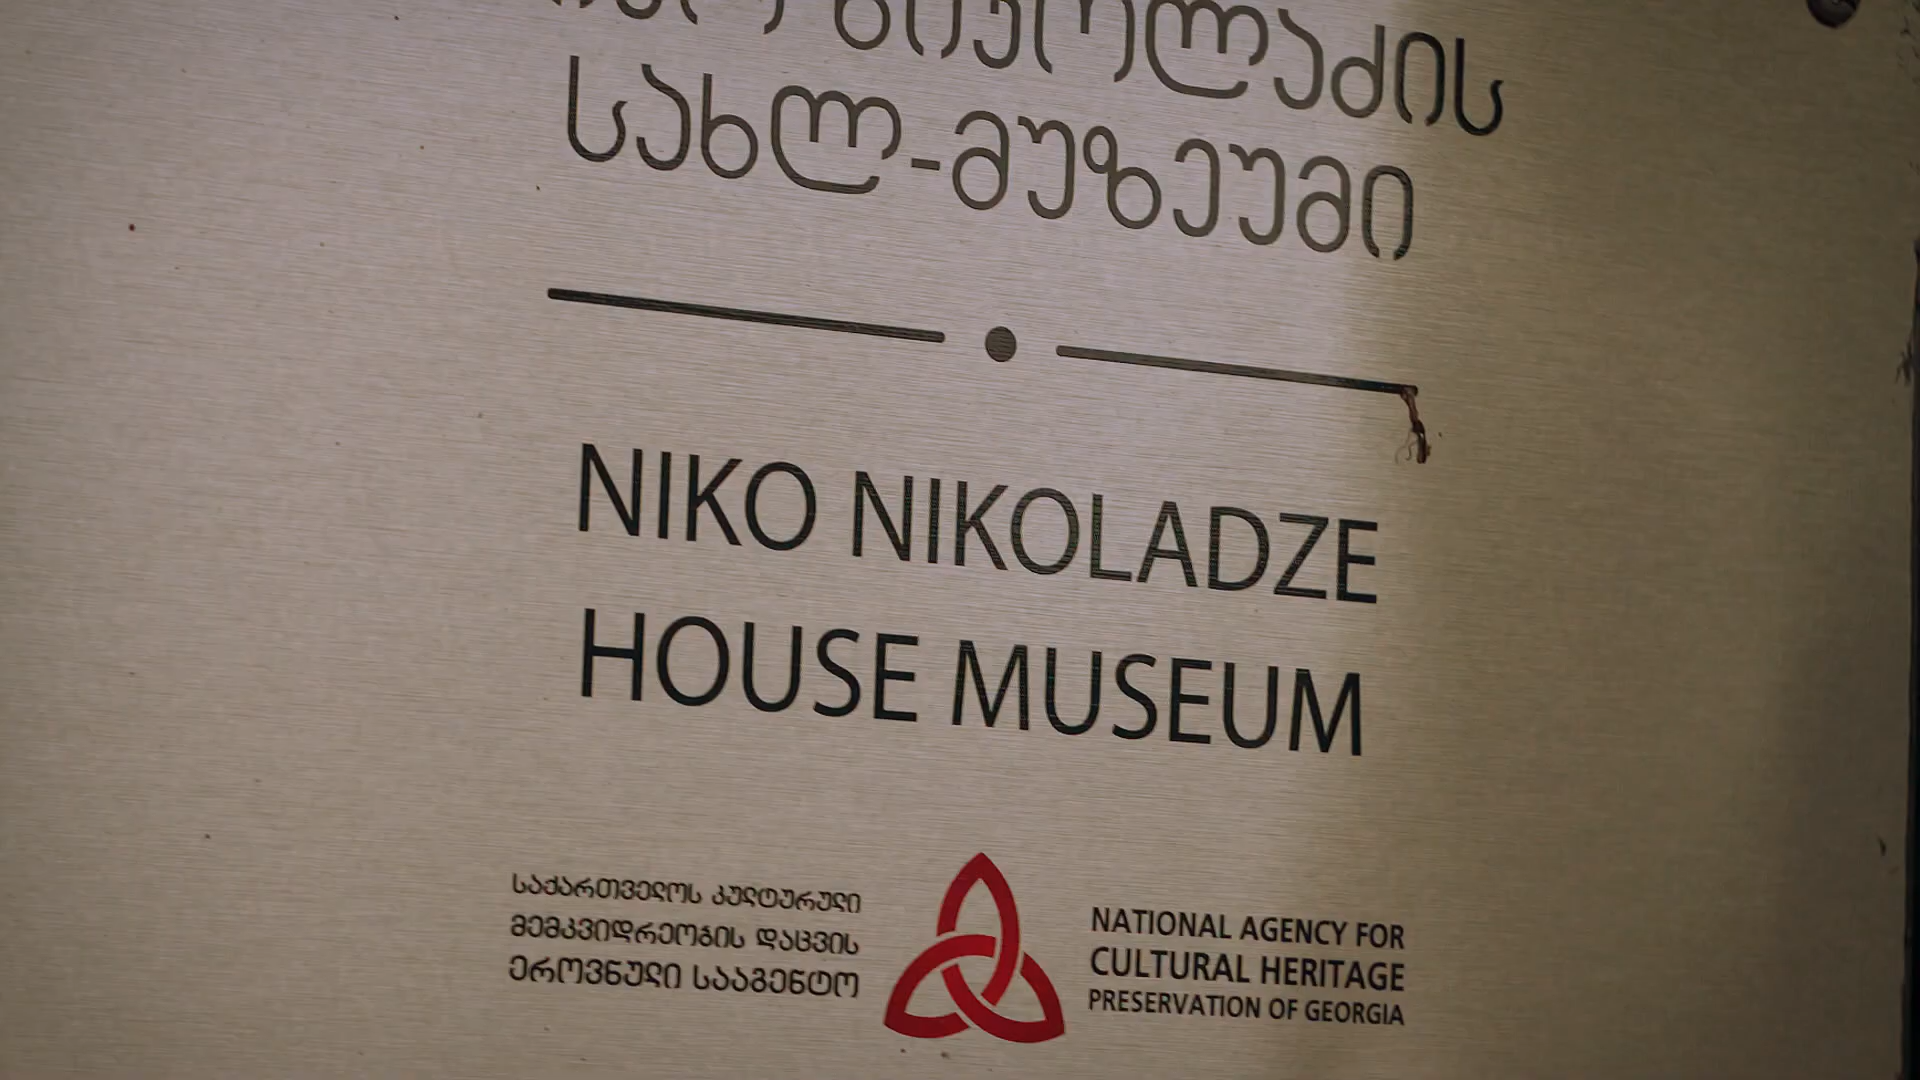 ნიკოლაძის
სახლ-მუზეუმი
NIKO NIKOLADZE
HOUSE MUSEUM
საქართველოს კულტურული
მემკვიდრეობის დაცვის
ეროვნული სააგენტო
NATIONAL AGENCY FOR
CULTURAL HERITAGE
PRESERVATION OF GEORGIA